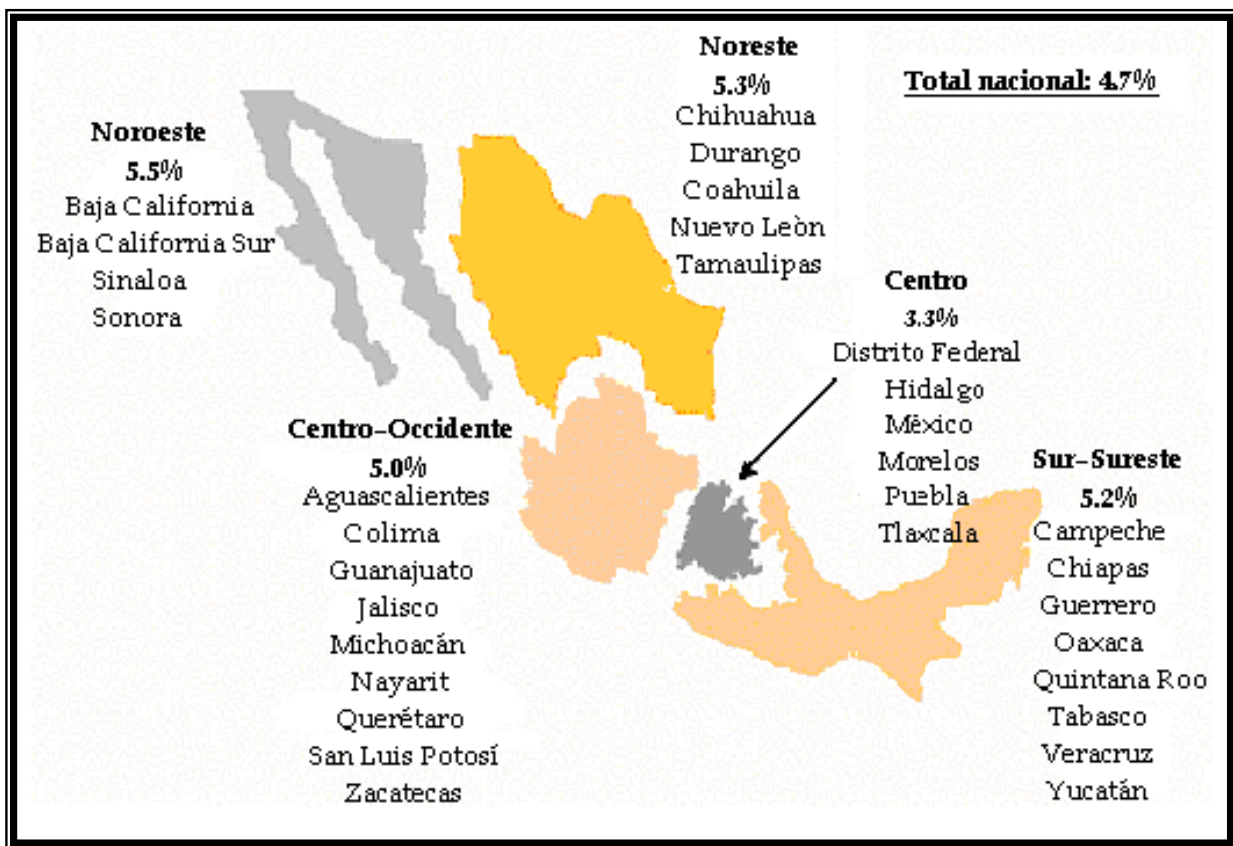 Noroeste
5.5%
Baja California
Baja California Sur
Sinaloa
Sonora
Noreste
5.3%
Chihuahua
Durango
Coahuila
Nuevo Leòn
Tamaulipas
Total nacional: 4.7%
Centro
3.3%
Distrito Federal
Hidalgo
México
Morelos
Puebla
Tlaxcala
Centro-Occidente
5.0%
Aguascalientes
Colima
Guanajuato
Jalisco
Michoacán
Nayarit
Querétaro
San Luis Potosí
Zacatecas
Sur-Sureste
5.2%
Campeche
Chiapas
Guerrero
Oaxaca
Quintana Roo
Tabasco
Veracruz
Yucatán